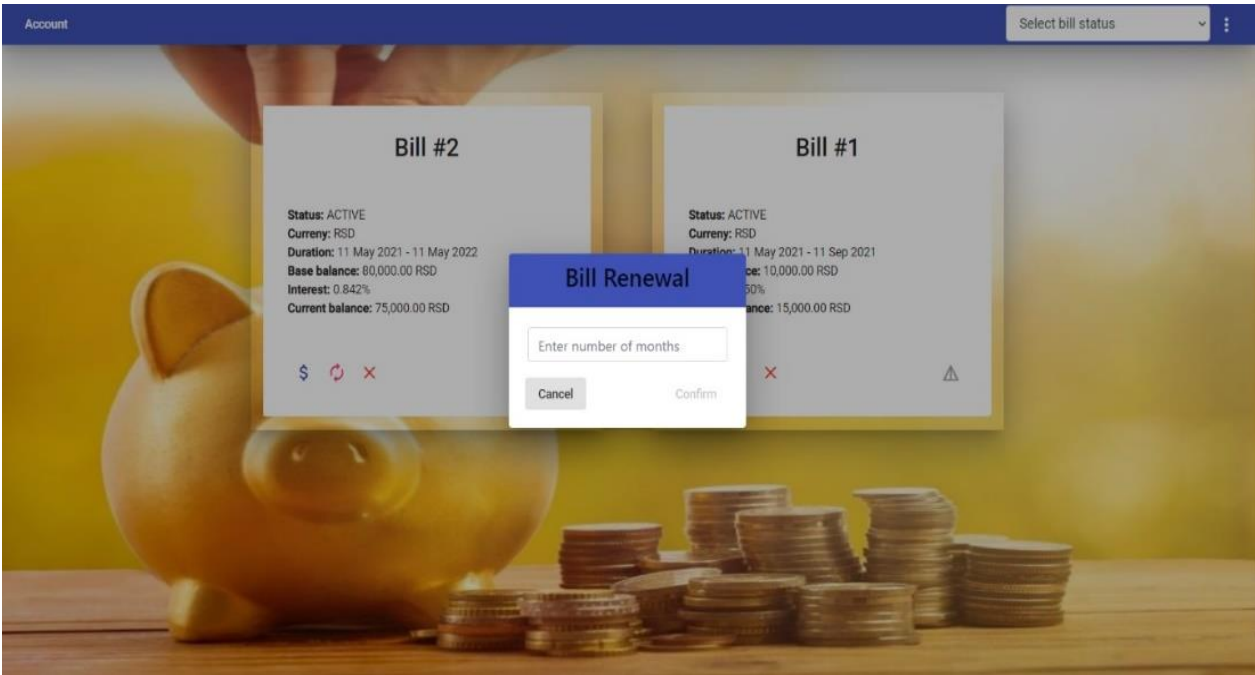 Account
Select bill status
Bill #2
Status: ACTIVE
Curreny: RSD
Duration: 11 May 2021 - 11 May 2022
Base balance: 80,000.00 RSD
Interest: 0.842%
Current balance: 75,000.00 RSD
$
Bill #1
Status: ACTIVE
Curreny: RSD
Duration: 11 May 2021 - 11 Sep 2021
ce: 10,000.00 RSD
50%
ance: 15,000.00 RSD
Bill Renewal
Enter number of months
Cancel
Confirm